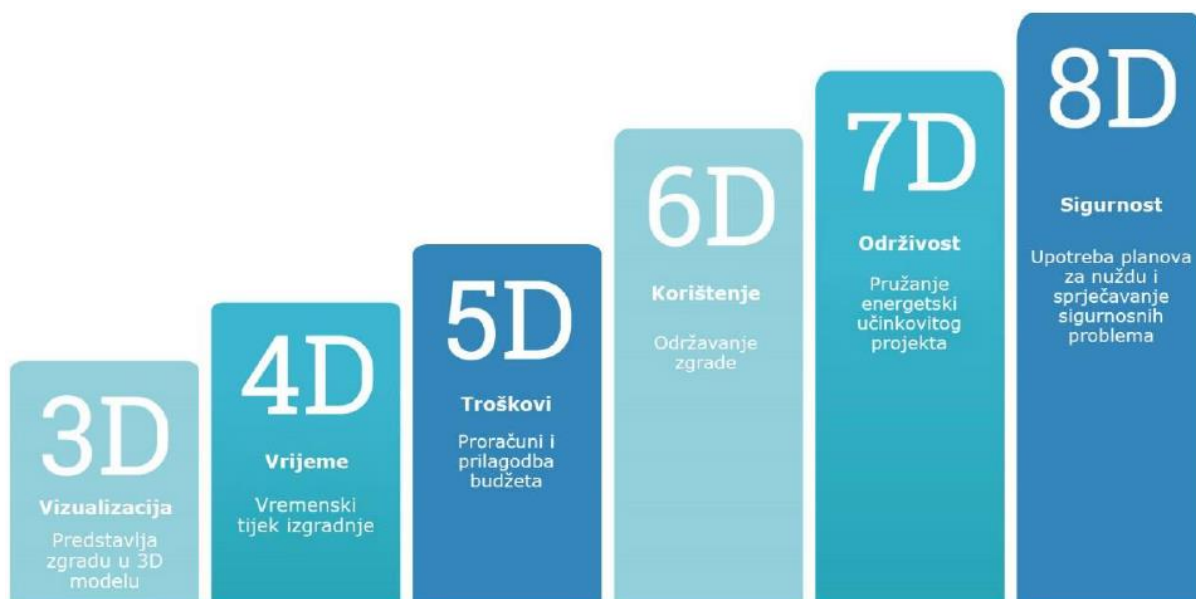 3D
Vizualizacija
Predstavlja
zgradu u 3D
modelu
4D
Vrijeme
Vremenski
tijek izgradnje
5D
Troškovi
Proračuni i
prilagodba
budžeta
6D
Korištenje
Održavanje
zgrade
7D
Održivost
Pružanje
energetski
učinkovitog
projekta
8D
Sigurnost
Upotreba planova
za nuždu i
sprječavanje
sigurnosnih
problema